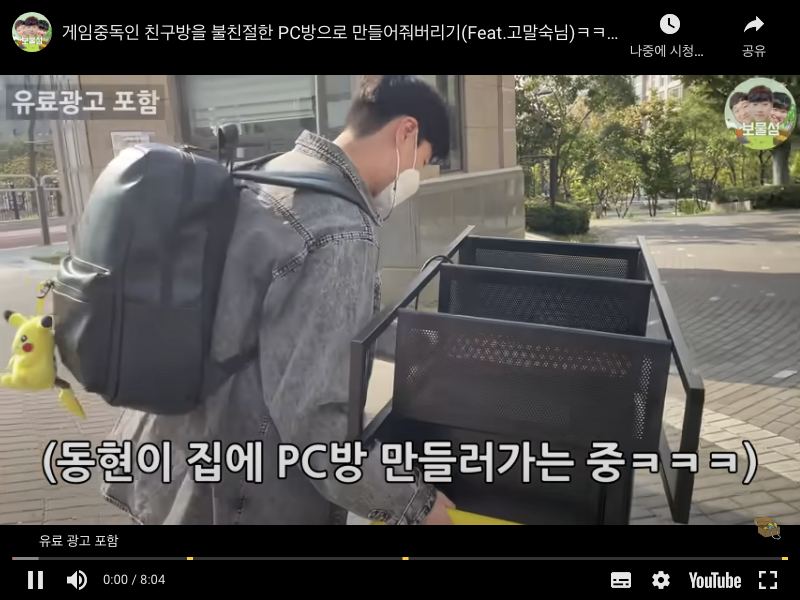 게임중독인 친구방을 불친절한 PC방으로 만들어줘버리기(Feat.고말숙님)ㅋㅋ...
나중에 시청...
공유
유료광고 포함
보물섬
보물섬
(동현이 집에 PC방 만들러가는 중ㅋㅋㅋ)
유료 광고 포함
0:00 / 8:04
YouTube